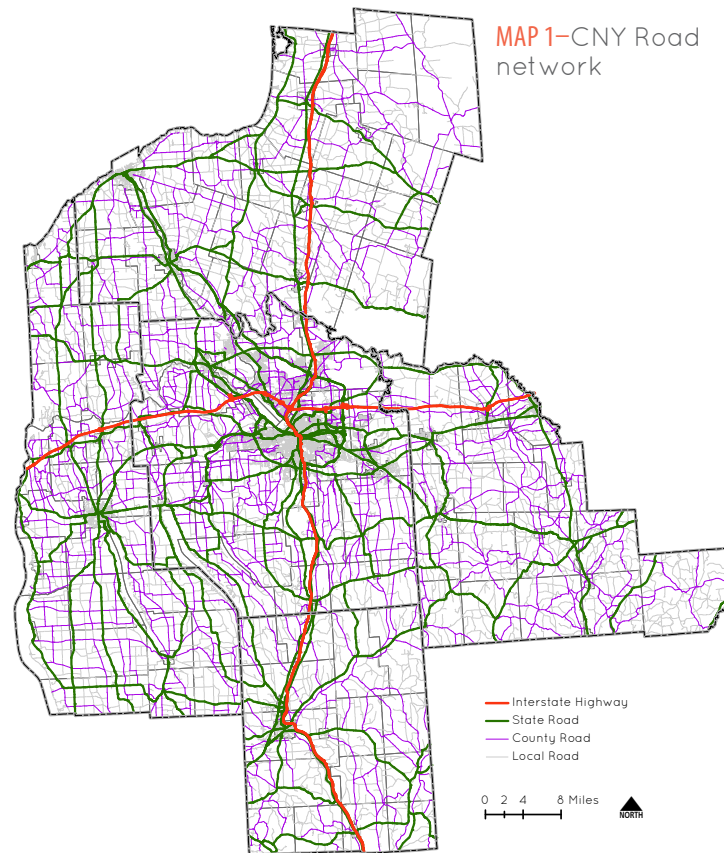 MAP 1–CNY Road
network
Interstate Highway
State Road
County Road
Local Road
0 2 4 8 Miles
NORTH